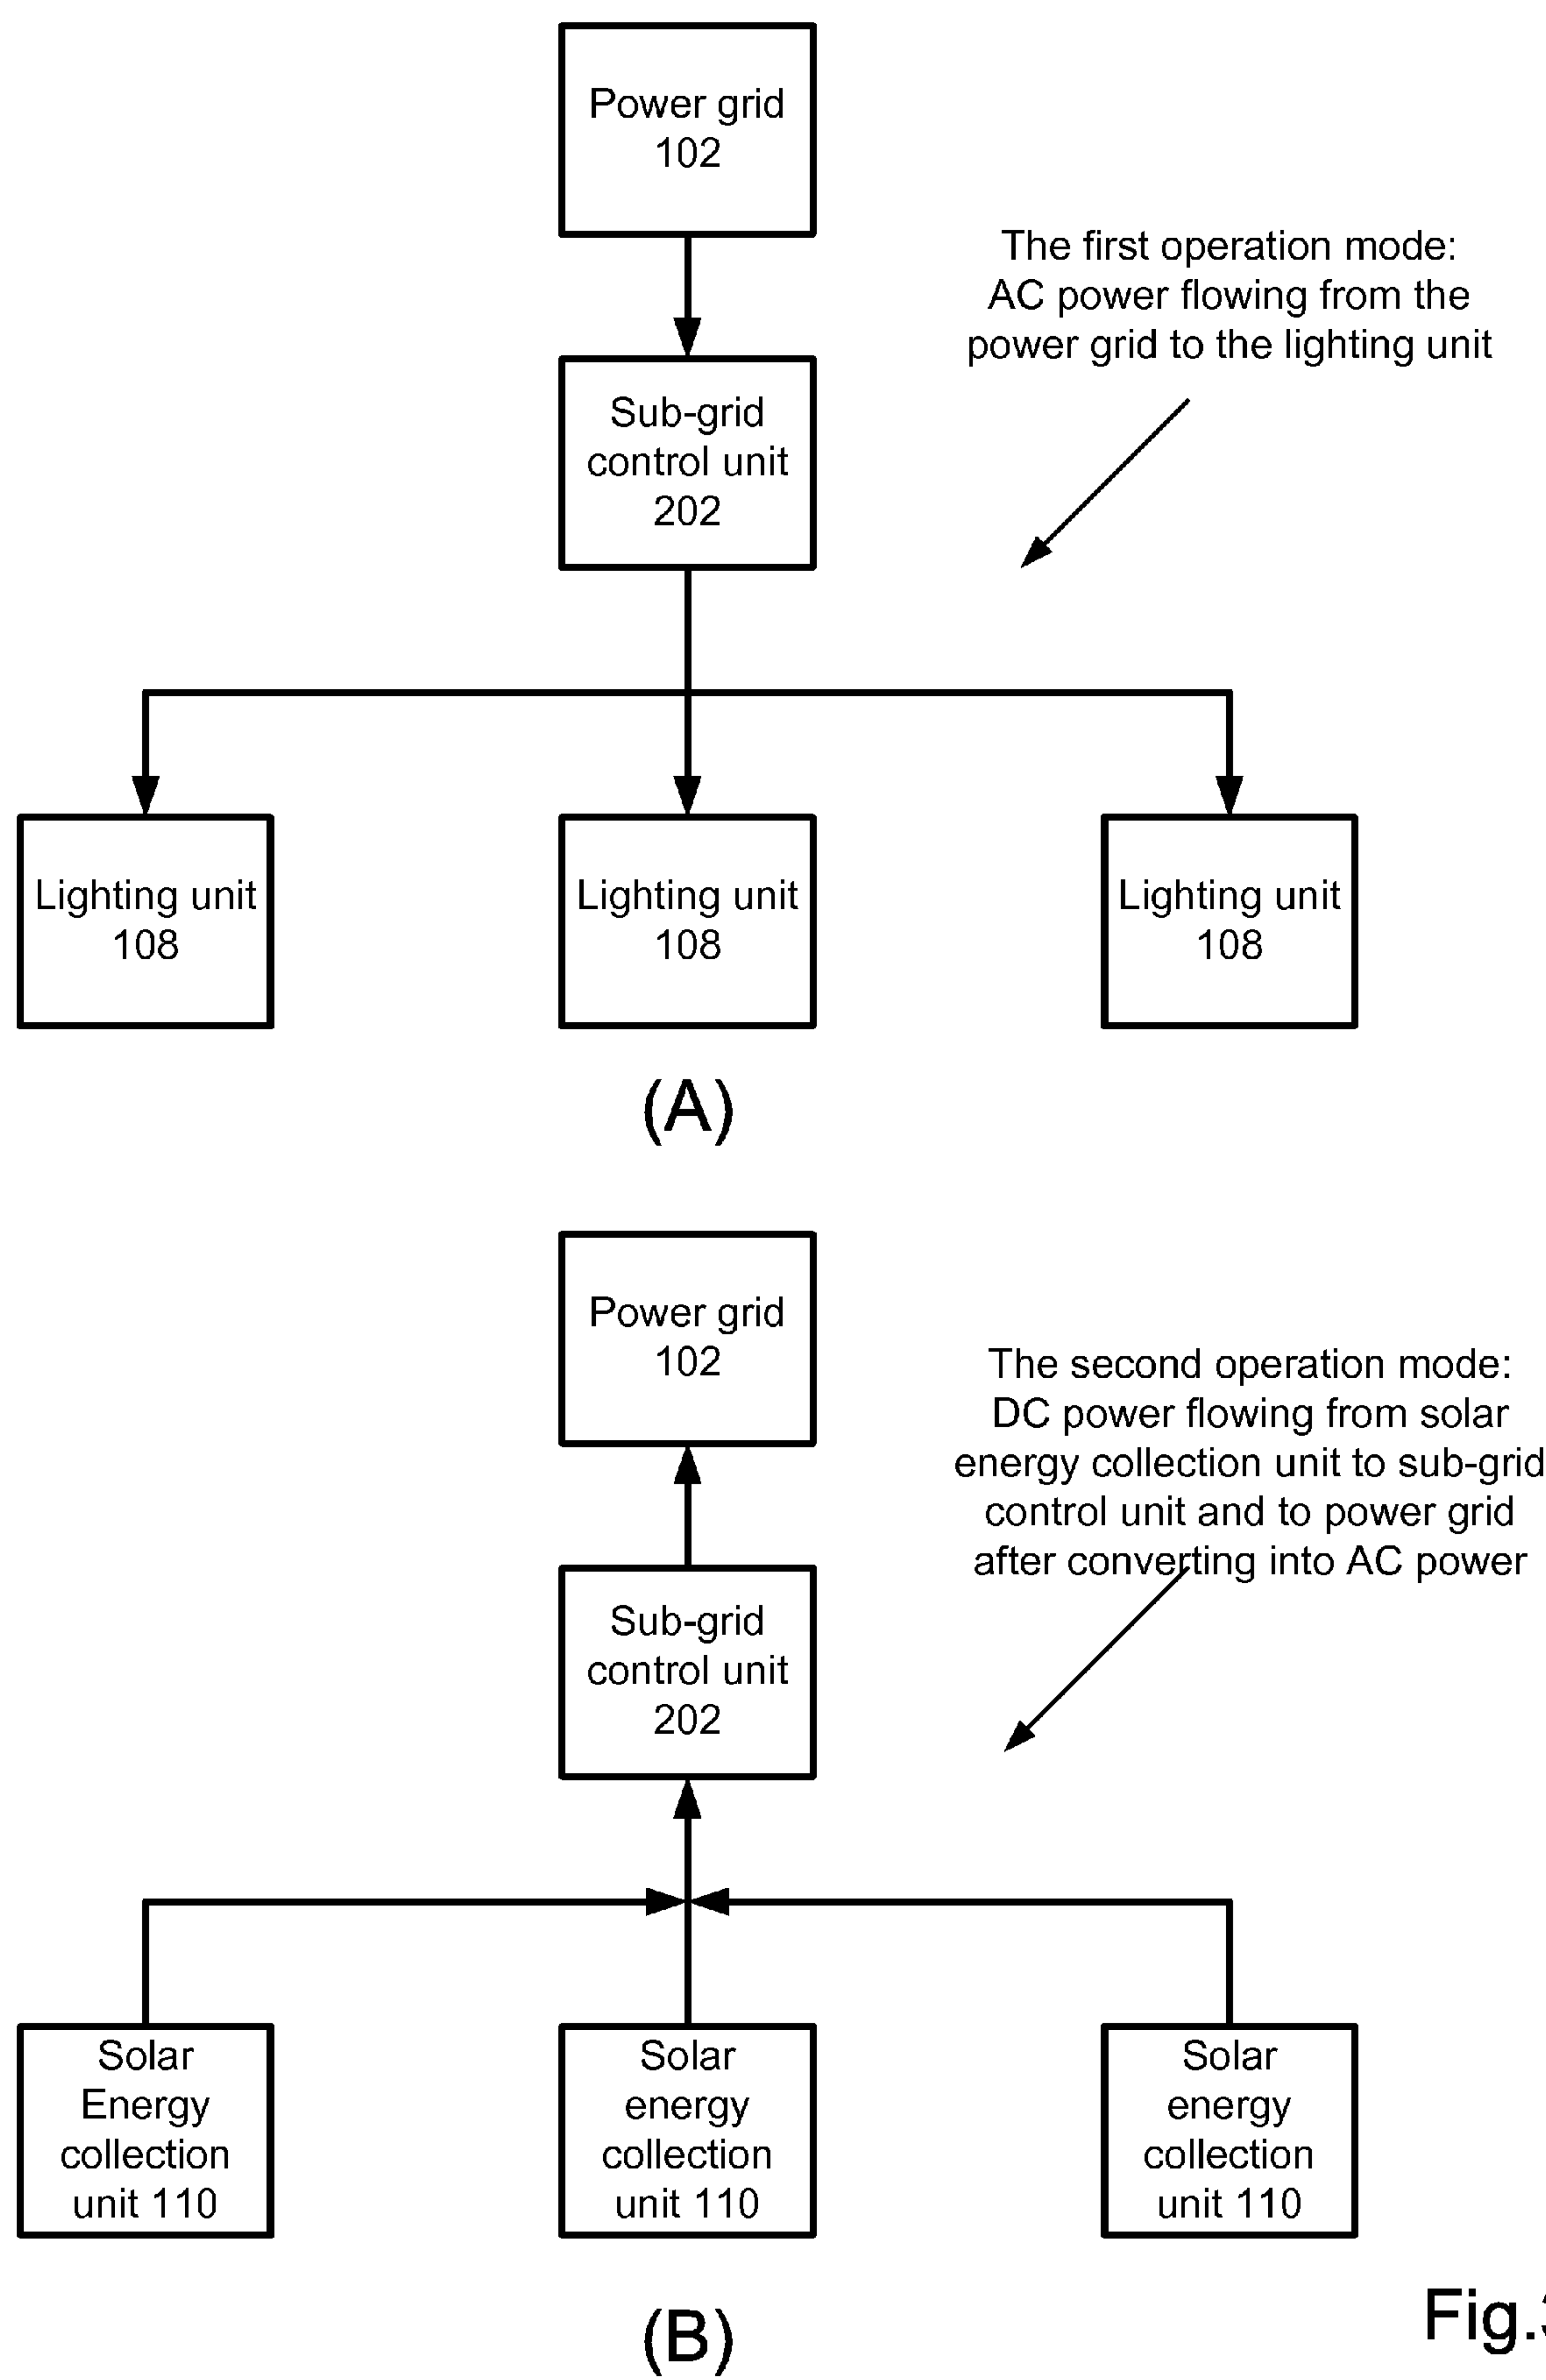 Power grid
102
The first operation mode:
AC power flowing from the
power grid to the lighting unit
Sub-grid
control unit
202
Lighting unit
108
Lighting unit
108
Lighting unit
108
(A)
Power grid
102
The second operation mode:
DC power flowing from solar
energy collection unit to sub-grid
control unit and to power grid
after converting into AC power
Sub-grid
control unit
202
Solar
Energy
collection
unit 110
Solar
energy
collection
unit 110
Solar
energy
collection
unit 110
(B)
Fig.3